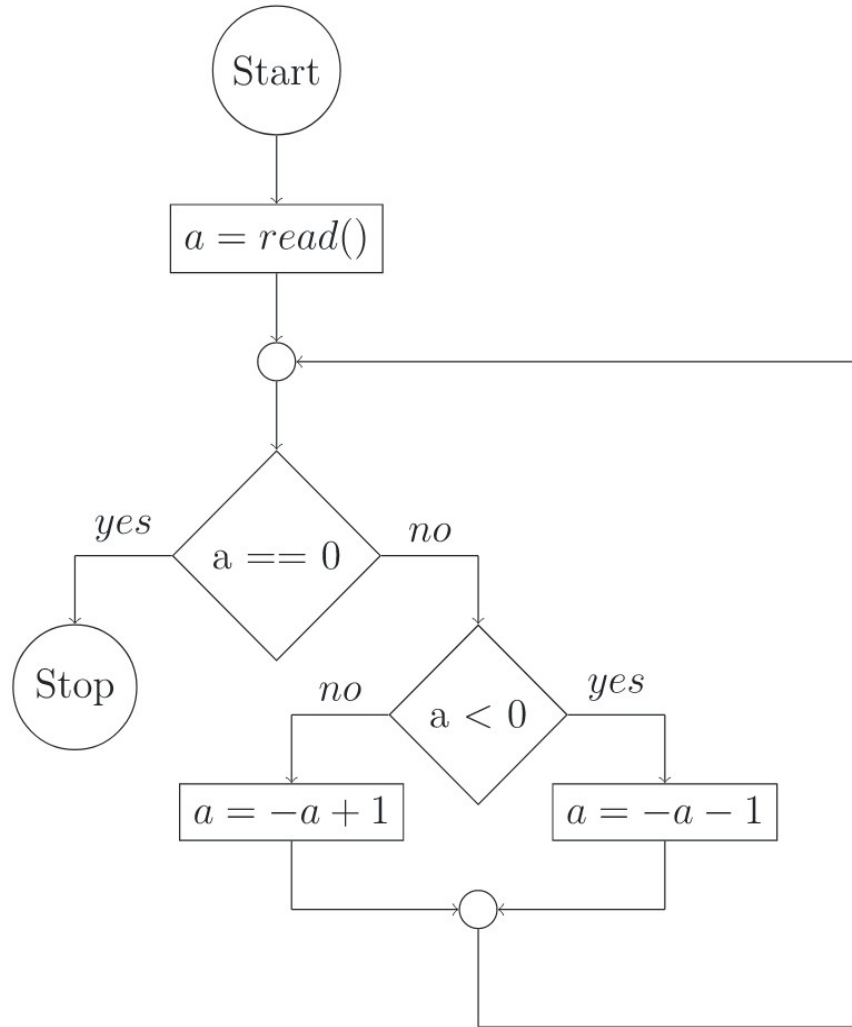 Start
a = read()
yes
no
a == 0
Stop
no
yes
a < 0
a = −a + 1
a = −a − 1